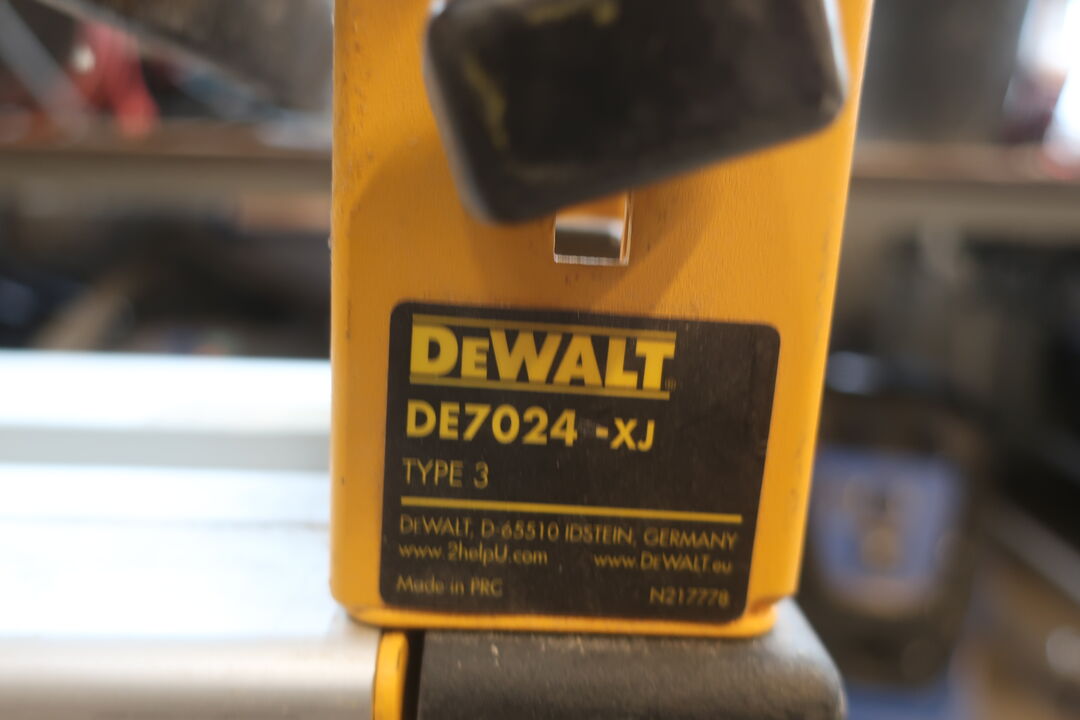 DEWALT
DE7024 -XJ
TYPE 3
DEWALT, D-65510 IDSTEIN, GERMANY
www.2helpU.com www.DEWALT.eu
Made in PRC N217778